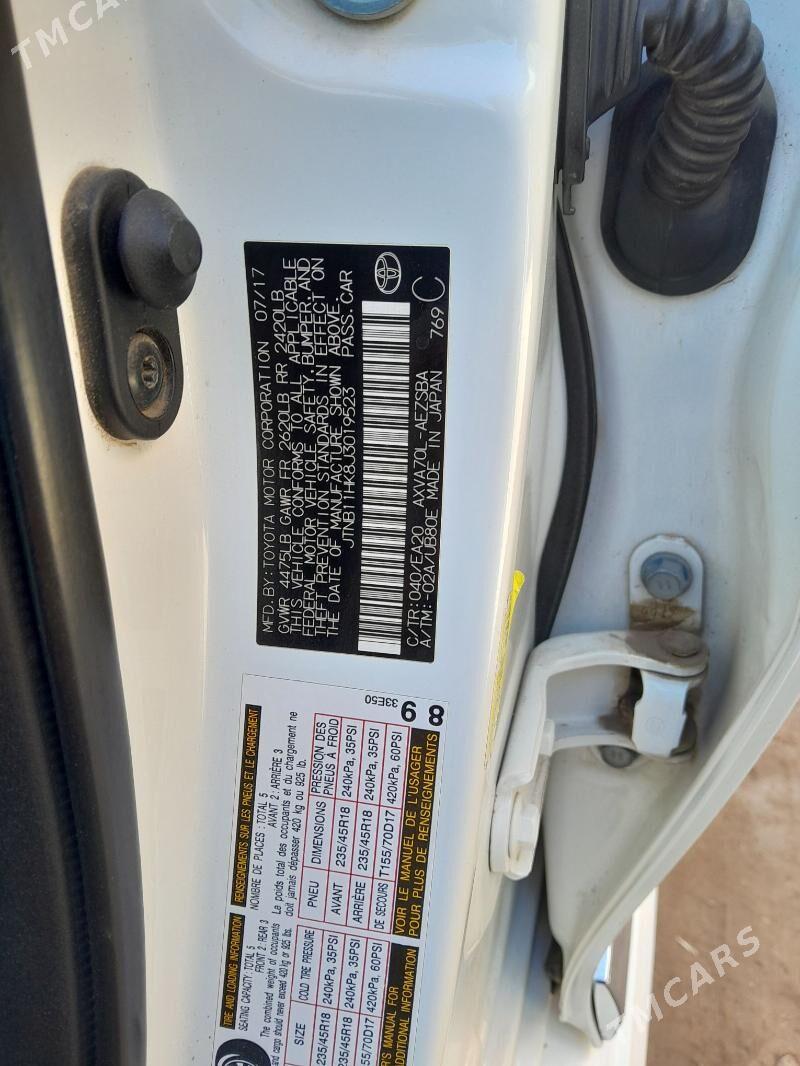 TMCARS
MFD. BY: TOYOTA MOTOR CORPORATION 07/17
GVWR 4475LB GAWR FR 2620LB RR 2420LB
THIS VEHICLE CONFORMS TO ALL APPLICABLE
FEDERAL MOTOR VEHICLE SAFETY, BUMPER, AND
THEFT PREVENTION STANDARDS IN EFFECT ON
THE DATE OF MANUFACTURE SHOWN ABOVE.
JTNB11HK8J3019523 PASS. CAR
C/TR: 040/EA20 AXVA70L-AEZSBA 769
A/TM: -02A/UB80E MADE IN JAPAN C
TIRE AND LOADING INFORMATION
SEATING CAPACITY: TOTAL 5
FRONT 2: REAR 3
The combined weight of occupants
and cargo should never exceed 420 kg or 925 lbs.
SIZE COLD TIRE PRESSURE
235/45R18 240kPa, 35PSI
235/45R18 240kPa, 35PSI
155/70D17 420kPa, 60PSI
'S MANUAL FOR
ADDITIONAL INFORMATION
RENSEIGNEMENTS SUR LES PNEUS ET LE CHARGEMENT
NOMBRE DE PLACES : TOTAL 5
AVANT 2: ARRIÈRE 3
La poids total des occupants et du chargement ne
doit jamais dépasser 420 kg ou 925 lb.
PNEU DIMENSIONS PRESSION DES PNEUS À FROID
AVANT 235/45R18 240kPa, 35PSI
ARRIÈRE 235/45R18 240kPa, 35PSI
DE SECOURS T155/70D17 420kPa, 60PSI
VOIR LE MANUEL DE L'USAGER
POUR PLUS DE RENSEIGNEMENTS
33E50
8 9
TMCARS